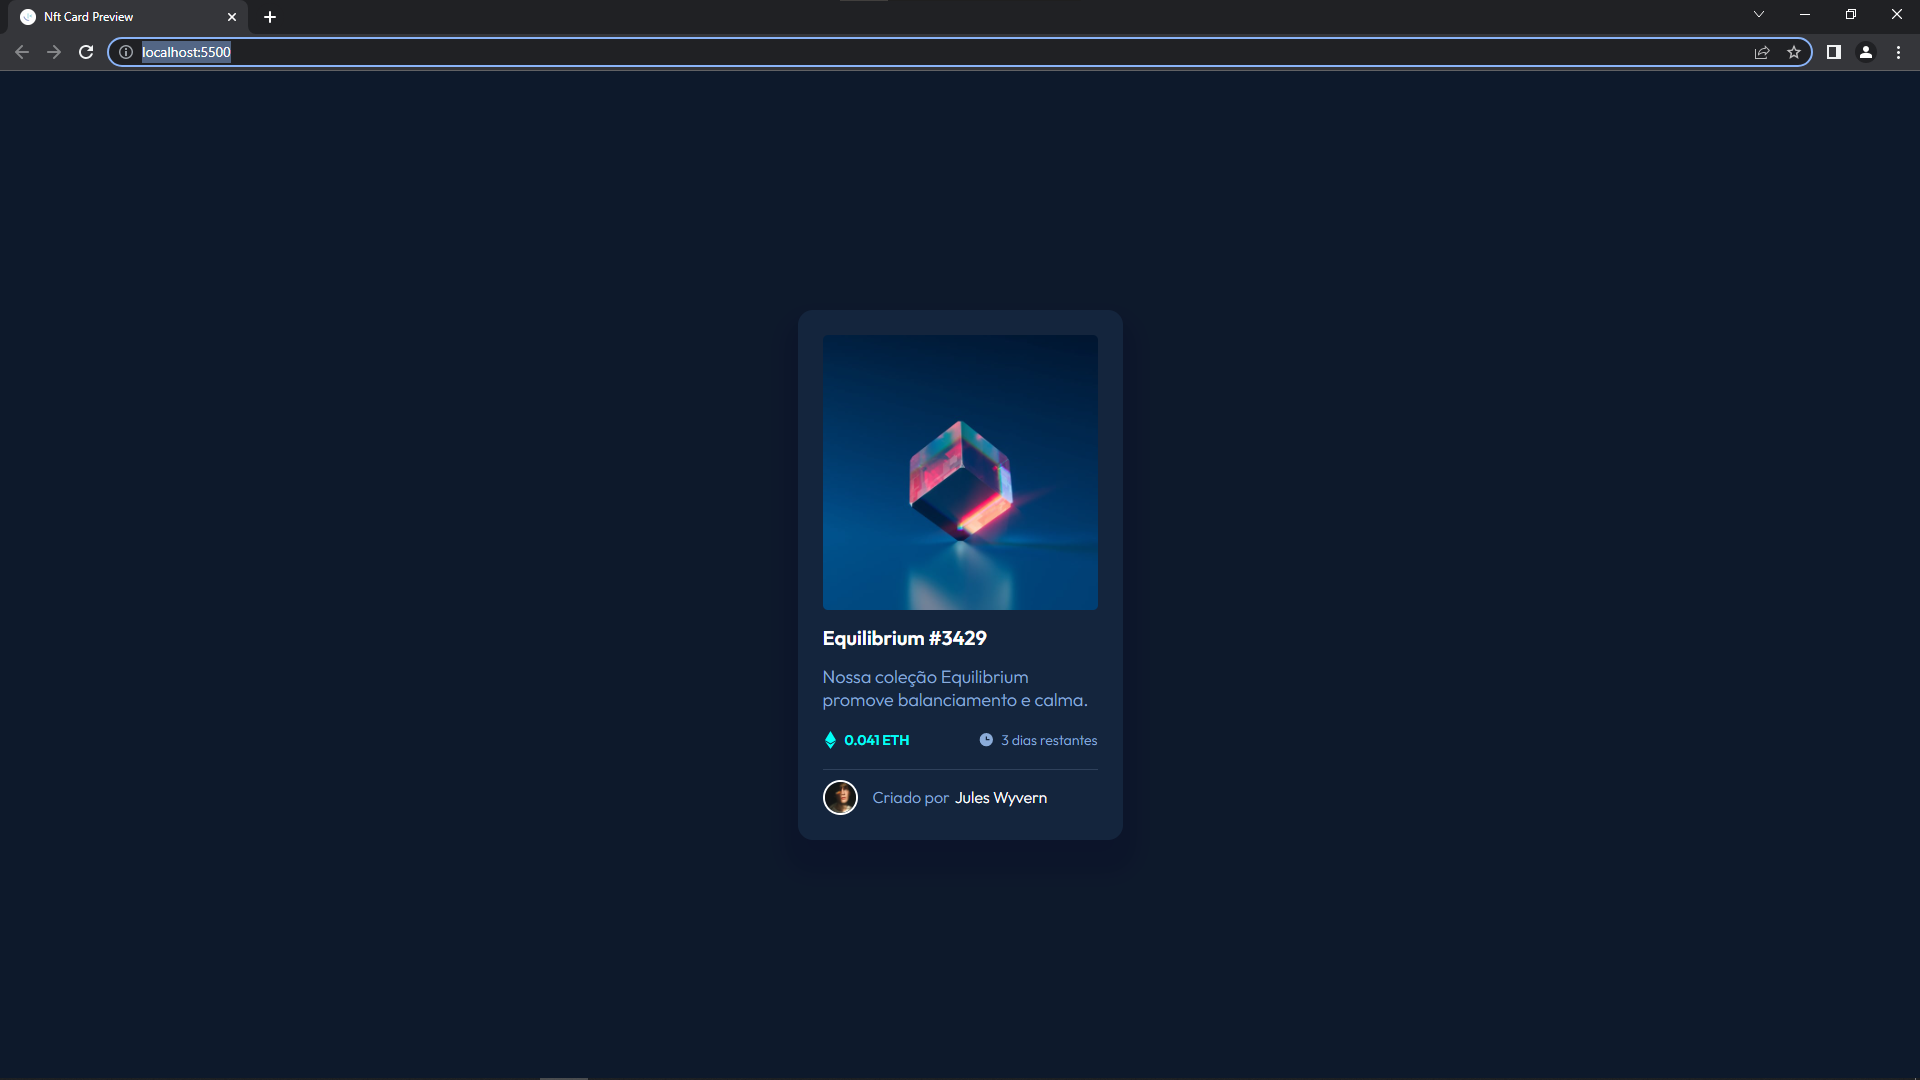 Nft Card Preview
localhost:5500
Equilibrium #3429
Nossa coleção Equilibrium
promove balanciamento e calma.
0.041 ETH
3 dias restantes
Criado por Jules Wyvern